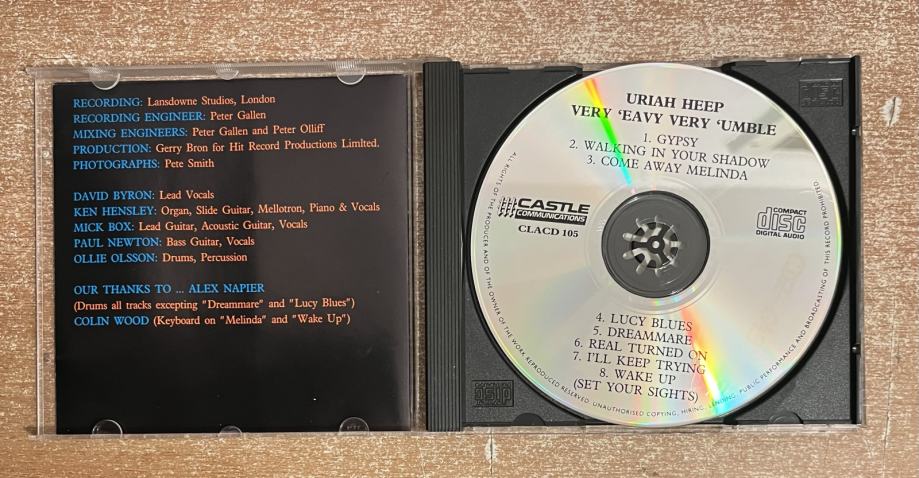 RECORDING: Lansdowne Studios, London
RECORDING ENGINEER: Peter Gallen
MIXING ENGINEERS: Peter Gallen and Peter Olliff
PRODUCTION: Gerry Bron for Hit Record Productions Limlted.
PHOTOGRAPHS: Pete Smith
DAVID BYRON: Lead Vocals
KEN HENSLEY: Organ, Slide Guitar, Mellotron, Piano & Vocals
MICK BOX: Lead Guitar, Acoustic Guitar, Vocals
PAUL NEWTON: Bass Guitar, Vocals
OLLIE OLSSON: Drums, Percussion
OUR THANKS TO ... ALEX NAPIER
(Drums all tracks excepting "Dreammare" and "Lucy Blues")
COLIN WOOD (Keyboard on "Melinda" and "Wake Up")
URIAH HEEP
VERY ‘EAVY VERY ‘UMBLE
1. GYPSY
2. WALKING IN YOUR SHADOW
3. COME AWAY MELINDA
CASTLE
COMMUNICATIONS
CLACD 105
COMPACT
disc
DIGITAL AUDIO
4. LUCY BLUES
5. DREAMMARE
6. REAL TURNED ON
7. I'LL KEEP TRYING
8. WAKE UP
(SET YOUR SIGHTS)
ALL RIGHTS OF THE PRODUCER AND OF THE OWNER OF THE WORK REPRODUCED RESERVED. UNAUTHORISED COPYING, HIRING, LENDING, PUBLIC PERFORMANCE AND BROADCASTING OF THIS RECORD PROHIBITED